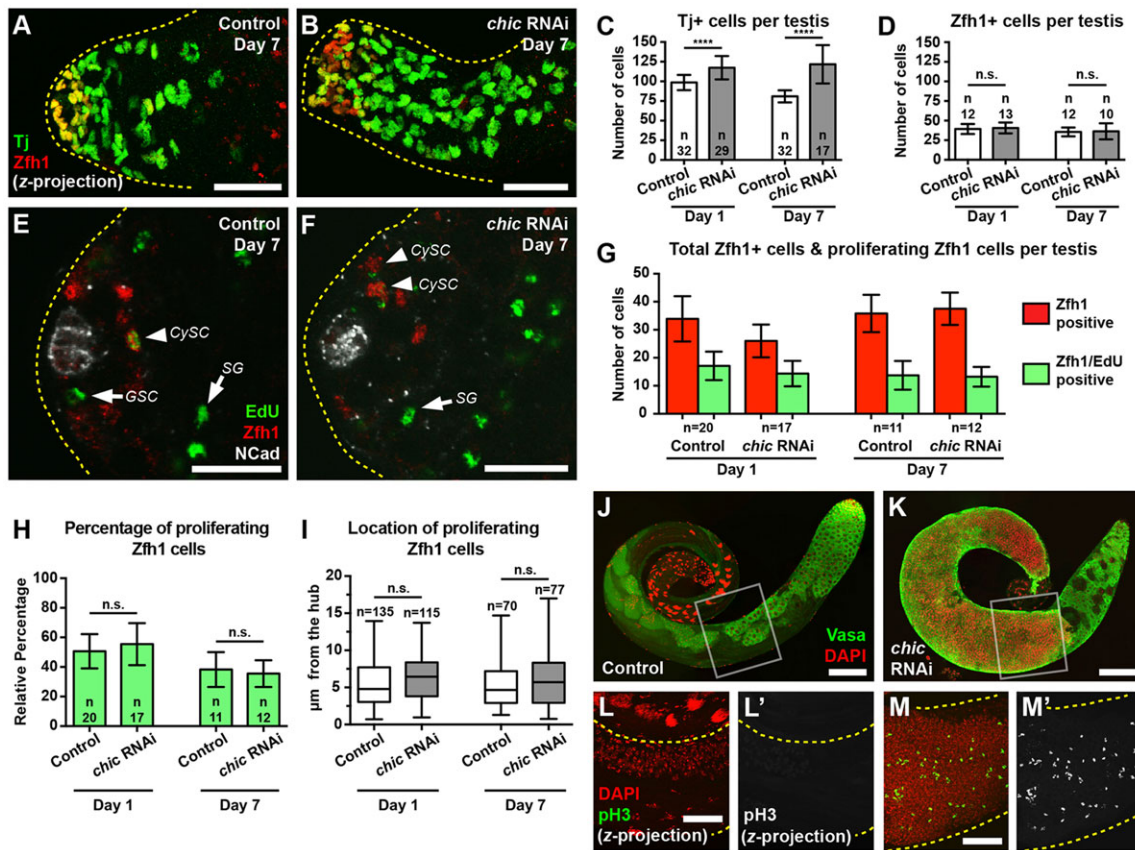 A
Control
Day 7
Tj
Zfh1
(z-projection)
B
chic RNAi
Day 7
C
Tj+ cells per testis
Number of cells
150
125
100
75
50
25
0
****
****
n
32
n
29
n
32
n
17
Control
chic RNAi
Control
chic RNAi
Day 1
Day 7
D
Zfh1+ cells per testis
Number of cells
150
125
100
75
50
25
0
n.s.
n.s.
n
12
n
13
n
12
n
10
Control
chic RNAi
Control
chic RNAi
Day 1
Day 7
E
Control
Day 7
CySC
GSC
SG
EdU
Zfh1
NCad
F
chic RNAi
Day 7
CySC
CySC
SG
G
Total Zfh1+ cells & proliferating Zfh1 cells per testis
Number of cells
50
40
30
20
10
0
n=20
n=17
n=11
n=12
Control
chic RNAi
Control
chic RNAi
Day 1
Day 7
Zfh1
positive
Zfh1/EdU
positive
H
Percentage of proliferating
Zfh1 cells
Relative Percentage
100
80
60
40
20
0
n.s.
n.s.
n
20
n
17
n
11
n
12
Control
chic RNAi
Control
chic RNAi
Day 1
Day 7
I
Location of proliferating
Zfh1 cells
µm from the hub
20
15
10
5
0
n.s.
n.s.
n=135
n=115
n=70
n=77
Control
chic RNAi
Control
chic RNAi
Day 1
Day 7
J
Vasa
DAPI
Control
K
chic
RNAi
L
DAPI
pH3
(z-projection)
L'
pH3
(z-projection)
M
M'